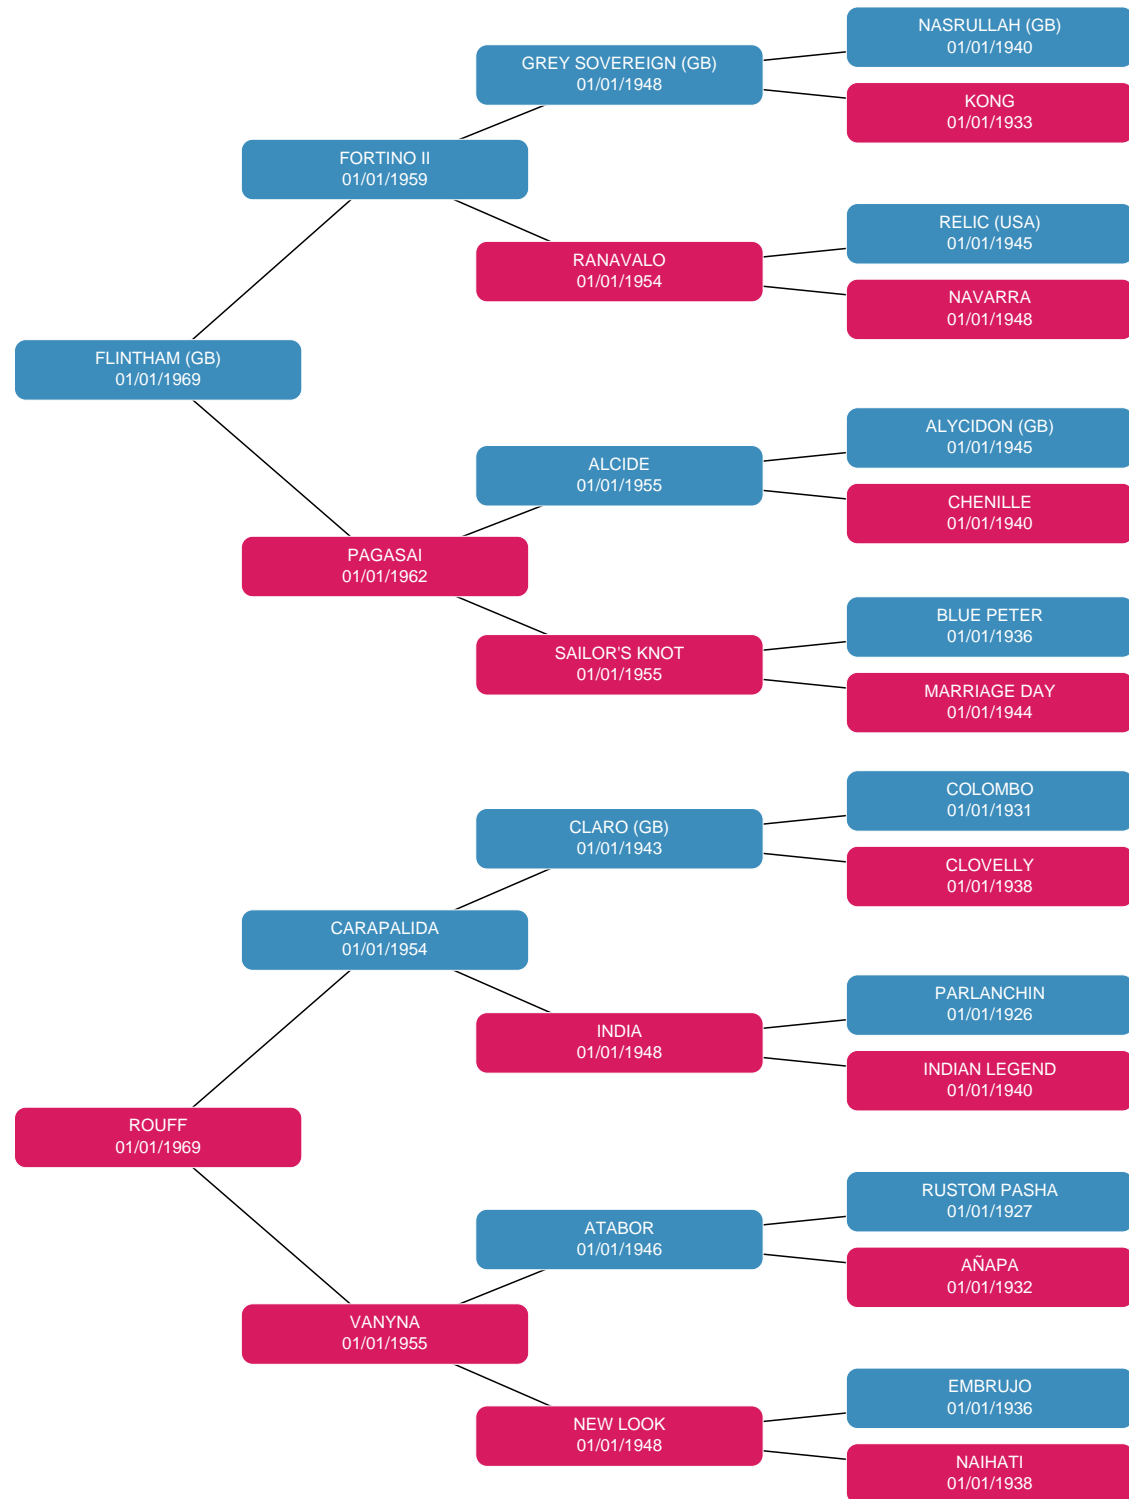 NASRULLAH (GB)
01/01/1940
GREY SOVEREIGN (GB)
01/01/1948
KONG
01/01/1933
FORTINO II
01/01/1959
RELIC (USA)
01/01/1945
RANAVALO
01/01/1954
NAVARRA
01/01/1948
FLINTHAM (GB)
01/01/1969
ALYCIDON (GB)
01/01/1945
ALCIDE
01/01/1955
CHENILLE
01/01/1940
PAGASAI
01/01/1962
BLUE PETER
01/01/1936
SAILOR'S KNOT
01/01/1955
MARRIAGE DAY
01/01/1944
COLOMBO
01/01/1931
CLARO (GB)
01/01/1943
CLOVELLY
01/01/1938
CARAPALIDA
01/01/1954
PARLANCHIN
01/01/1926
INDIA
01/01/1948
INDIAN LEGEND
01/01/1940
ROUFF
01/01/1969
RUSTOM PASHA
01/01/1927
ATABOR
01/01/1946
AÑAPA
01/01/1932
VANYNA
01/01/1955
EMBRUJO
01/01/1936
NEW LOOK
01/01/1948
NAIHATI
01/01/1938